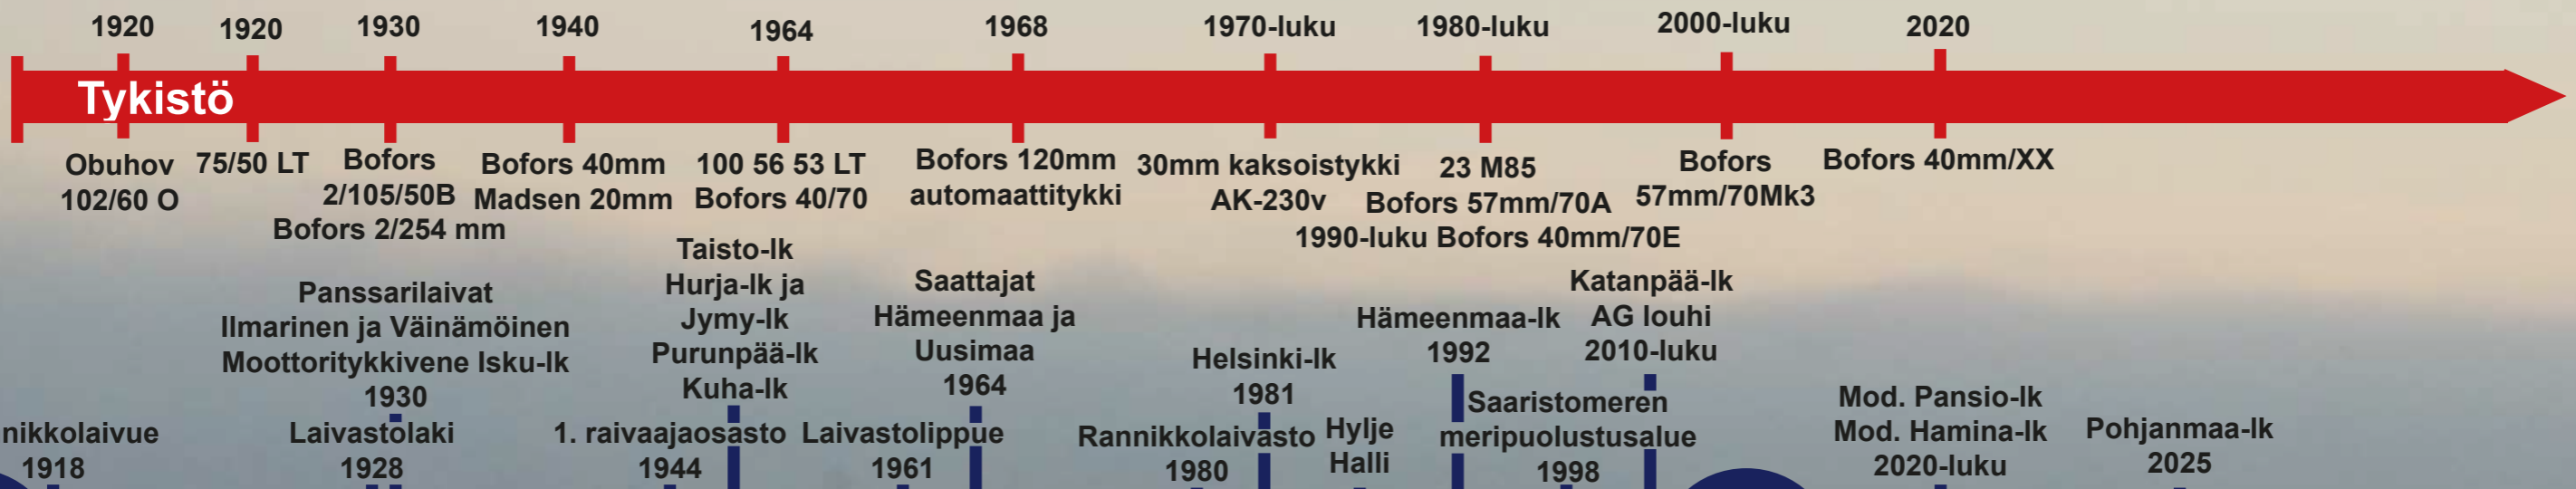 1920
1920
1930
1940
1964
1968
1970-luku
1980-luku
2000-luku
2020
Tykistö
Obuhov
102/60 O
75/50 LT
Bofors
2/105/50B
Bofors 2/254 mm
Bofors 40mm
Madsen 20mm
100 56 53 LT
Bofors 40/70
Bofors 120mm
automaattitykki
30mm kaksoistykki
AK-230v
23 M85
Bofors 57mm/70A
1990-luku Bofors 40mm/70E
Bofors
57mm/70Mk3
Bofors 40mm/XX
Panssarilaivat
Ilmarinen ja Väinämöinen
Moottoritykkivene Isku-lk
1930
Taisto-lk
Hurja-lk ja
Jymy-lk
Purunpää-lk
Kuha-lk
Saattajat
Hämeenmaa ja
Uusimaa
1964
Helsinki-lk
1981
Hämeenmaa-lk
1992
Katanpää-lk
AG louhi
2010-luku
Mod. Pansio-lk
Mod. Hamina-lk
2020-luku
Pohjanmaa-lk
2025
nikkolaivue
1918
Laivastolaki
1928
1. raivaajaosasto
1944
Laivastolippue
1961
Rannikkolaivasto
1980
Hylje
Halli
Saaristomeren
meripuolustusalue
1998